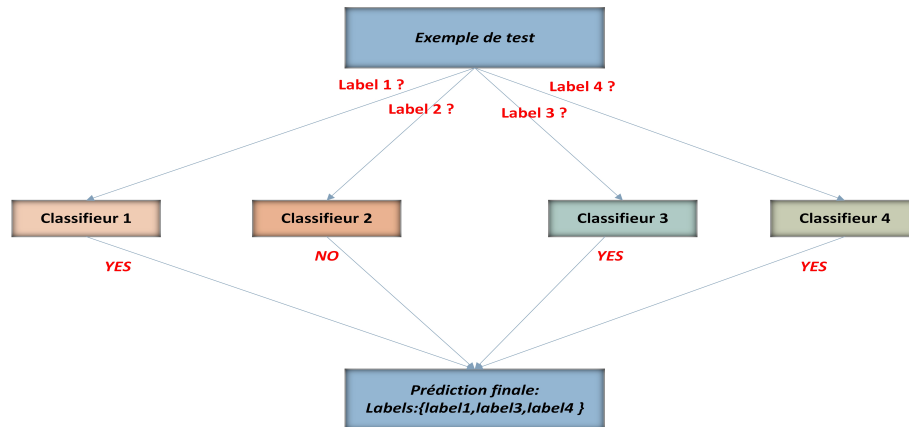 Exemple de test
Label 1 ?
Label 4 ?
Label 2 ?
Label 3 ?
Classifieur 1
Classifieur 2
Classifieur 3
Classifieur 4
YES
NO
YES
YES
Prédiction finale:
Labels:{label1,label3,label4 }